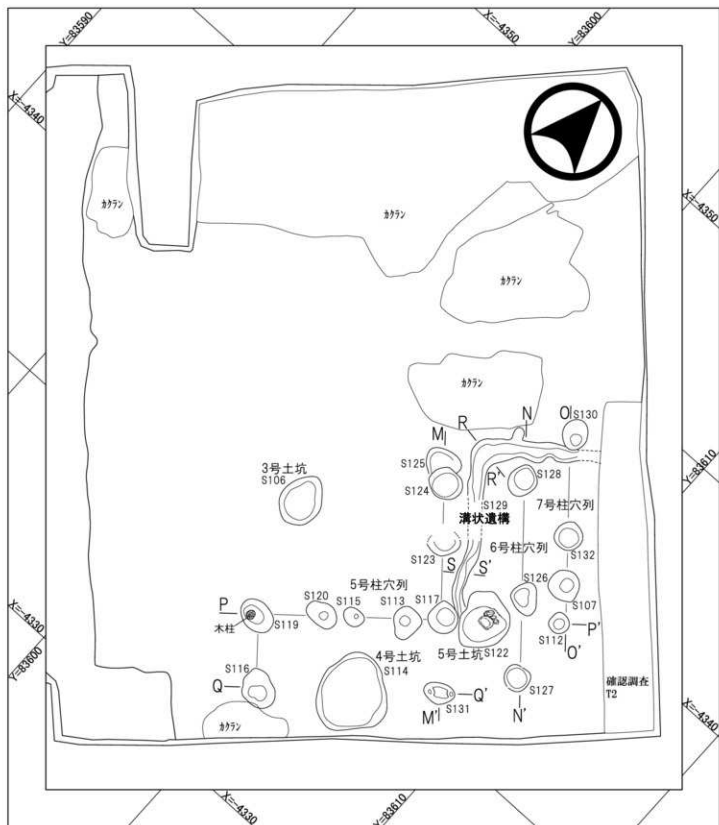 Y=83590
X=-4350
Y=83600
X=-4340
X=-4350
カクラン
カクラン
カクラン
カクラン
M
R
N
O
S130
3号土坑
S106
S125
S124
R'
S128
S129
溝状遺構
7号柱穴列
Y=83610
S123
S
S'
6号柱穴列
S132
P
木柱
S119
S120
S115
5号柱穴列
S113
S117
S126
S107
S112
P'
O'
X=-4330
Y=83600
S116
Q
4号土坑
S114
5号土坑
S122
S127
N'
Q'
M'
S131
カクラン
確認調査
T2
X=-4340
X=-4330
Y=83610